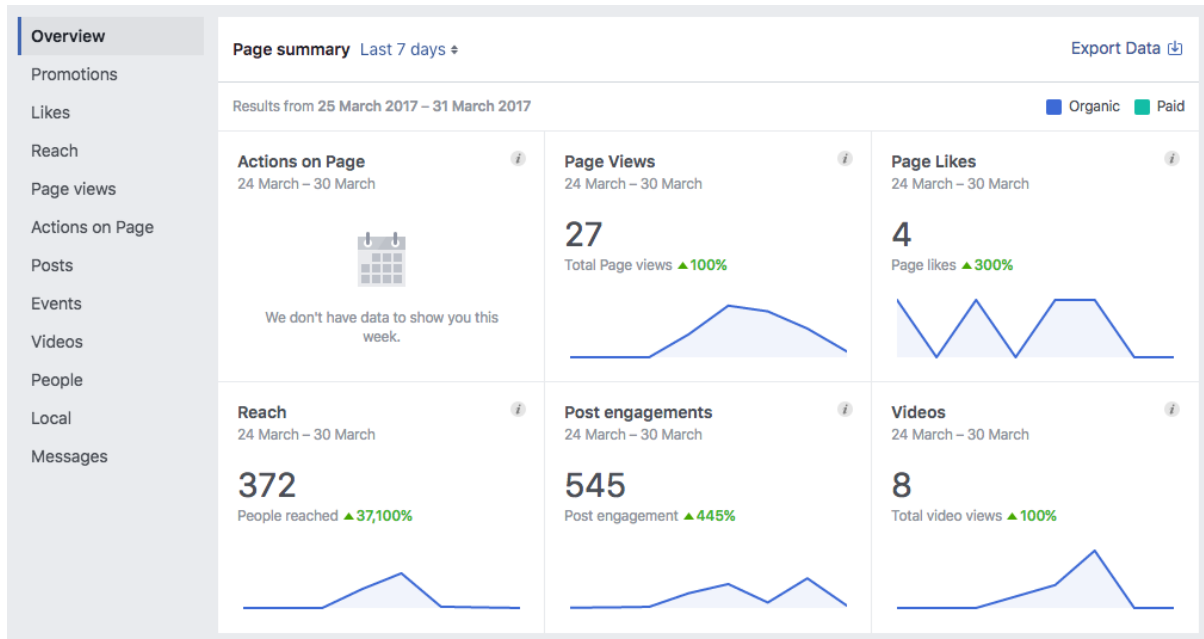 Overview
Promotions
Likes
Reach
Page views
Actions on Page
Posts
Events
Videos
People
Local
Messages
Page summary Last 7 days
Export Data
Results from 25 March 2017 – 31 March 2017
Organic Paid
Actions on Page
24 March – 30 March
We don't have data to show you this
week.
Page Views
24 March – 30 March
27
Total Page views ▲100%
Page Likes
24 March – 30 March
4
Page likes ▲300%
Reach
24 March – 30 March
372
People reached ▲37,100%
Post engagements
24 March – 30 March
545
Post engagement ▲445%
Videos
24 March – 30 March
8
Total video views ▲100%